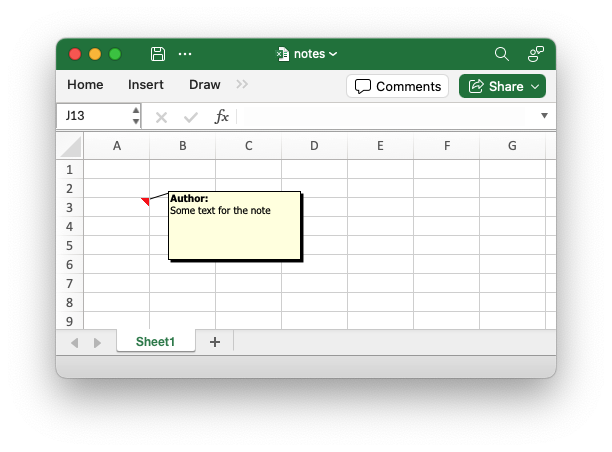 notes
Home Insert Draw Comments Share
J13 fx
A B C D E F G
1
2
3
4
5
6
7
8
9
Author:
Some text for the note
Sheet1